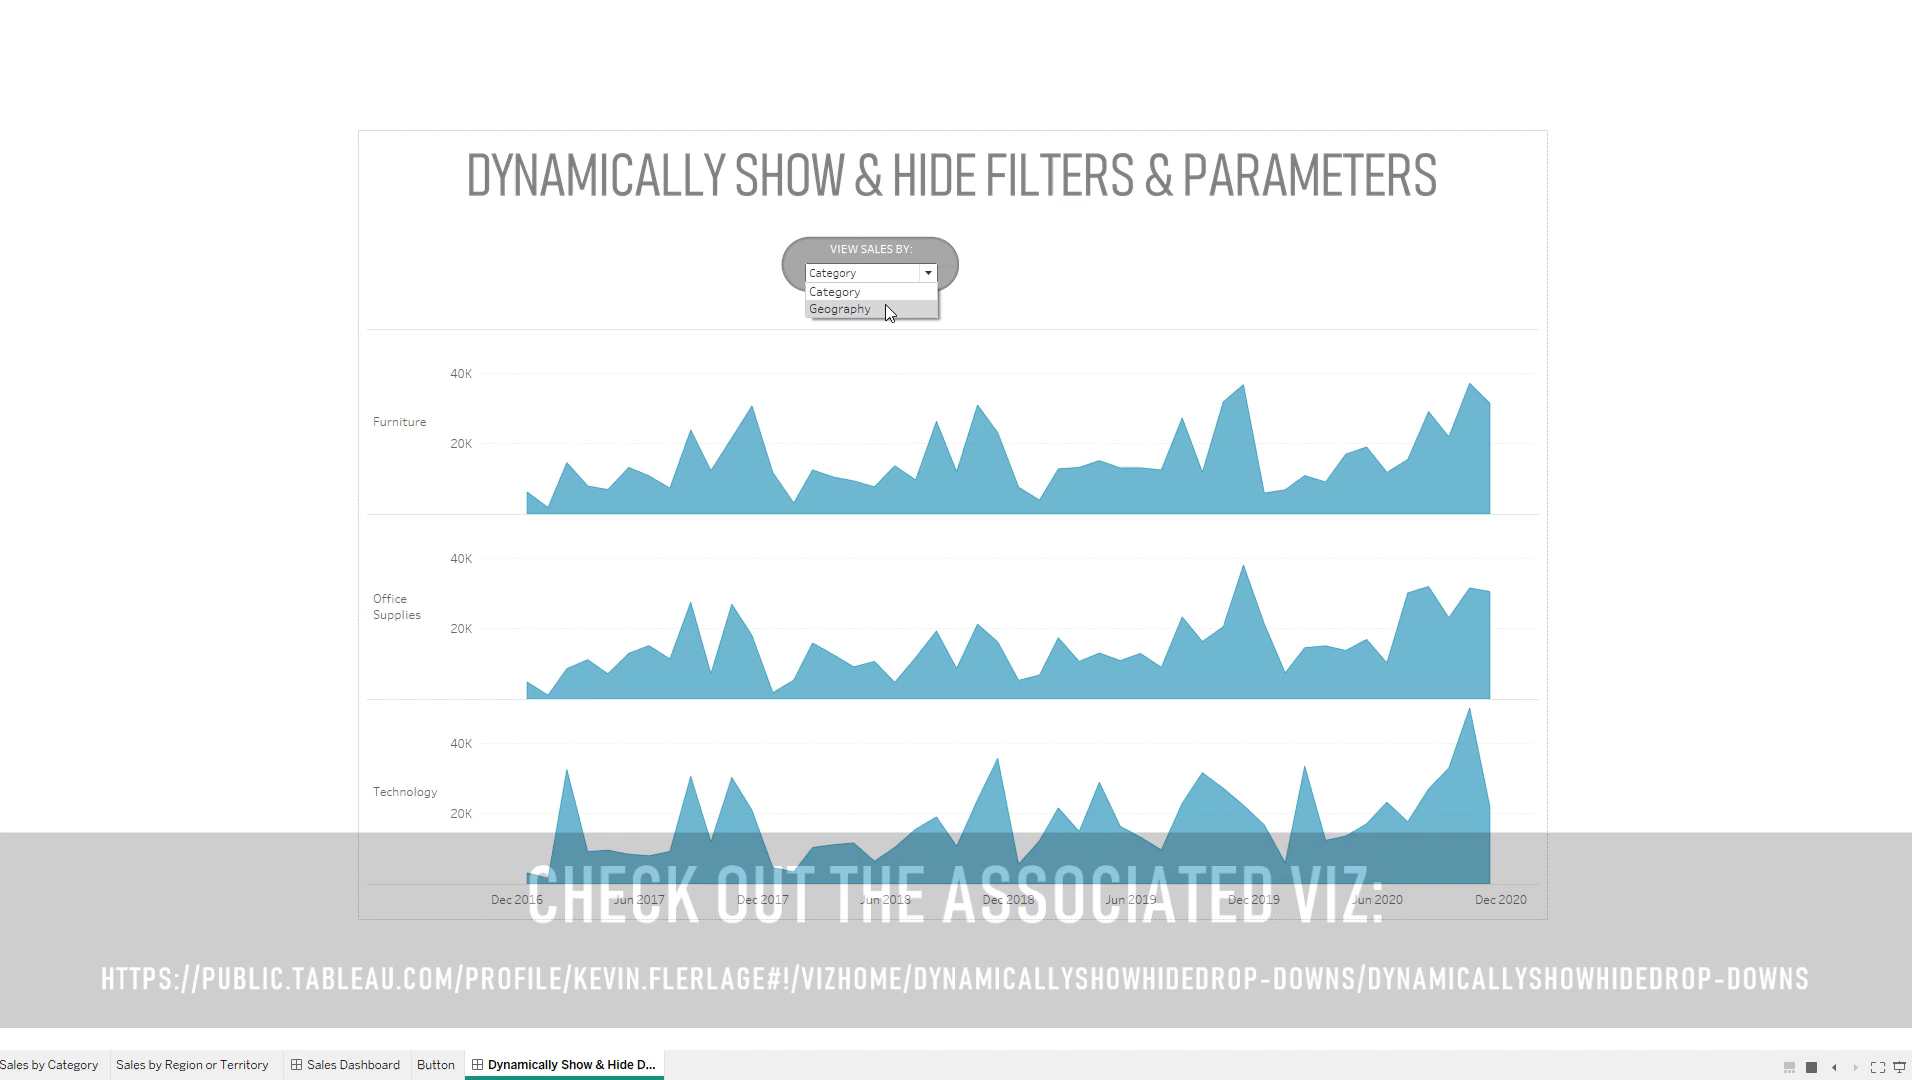 DYNAMICALLY SHOW & HIDE FILTERS & PARAMETERS
VIEW SALES BY:
Category
Category
Geography
40K
Furniture
20K
40K
Office
Supplies
20K
40K
Technology
20K
Dec 2016 Jun 2017 Dec 2017 Jun 2018 Dec 2018 Jun 2019 Dec 2019 Jun 2020 Dec 2020
CHECK OUT THE ASSOCIATED VIZ:
HTTPS://PUBLIC.TABLEAU.COM/PROFILE/KEVIN.FLERLAGE#!/VIZHOME/DYNAMICALLYSHOWHIDEDROP-DOWNS/DYNAMICALLYSHOWHIDEDROP-DOWNS
Sales by Category Sales by Region or Territory Sales Dashboard Button Dynamically Show & Hide D...